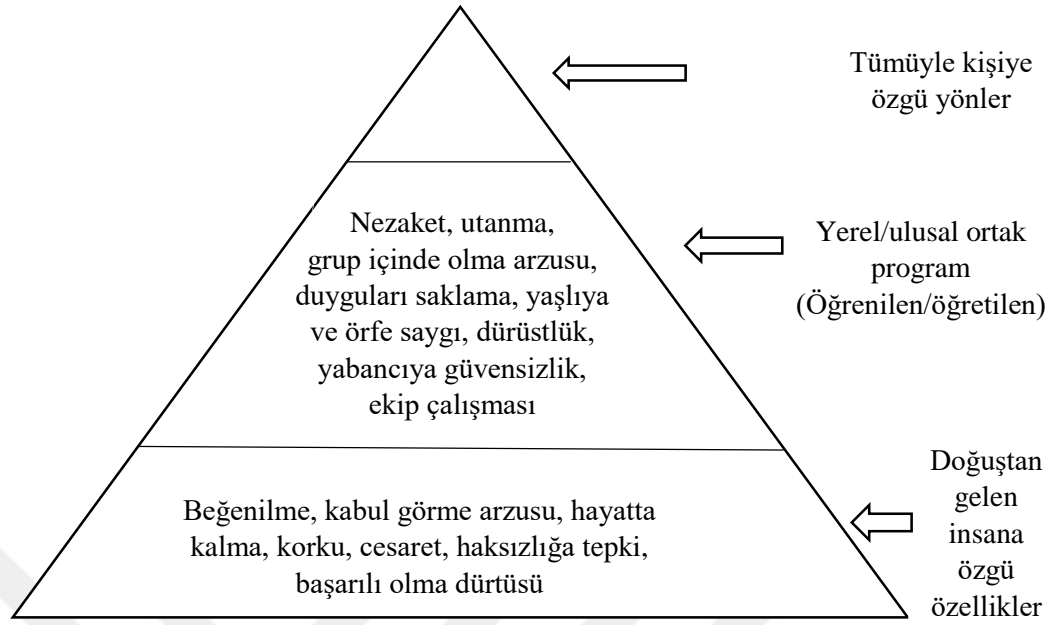 Tümüyle kişiye
özgü yönler
Nezaket, utanma,
grup içinde olma arzusu,
duyguları saklama, yaşlıya
ve örfe saygı, dürüstlük,
yabancıya güvensizlik,
ekip çalışması
Yerel/ulusal ortak
program
(Öğrenilen/öğretilen)
Beğenilme, kabul görme arzusu, hayatta
kalma, korku, cesaret, haksızlığa tepki,
başarılı olma dürtüsü
Doğuştan
gelen
insana
özgü
özellikler